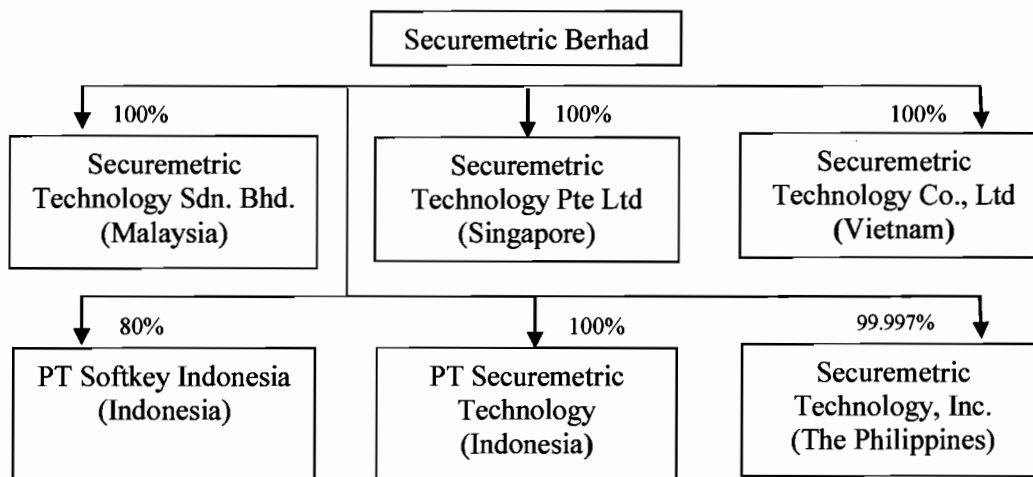 Securemetric Berhad
100%
Securemetric
Technology Sdn. Bhd.
(Malaysia)
100%
Securemetric
Technology Pte Ltd
(Singapore)
100%
Securemetric
Technology Co., Ltd
(Vietnam)
80%
PT Softkey Indonesia
(Indonesia)
100%
PT Securemetric
Technology
(Indonesia)
99.997%
Securemetric
Technology, Inc.
(The Philippines)